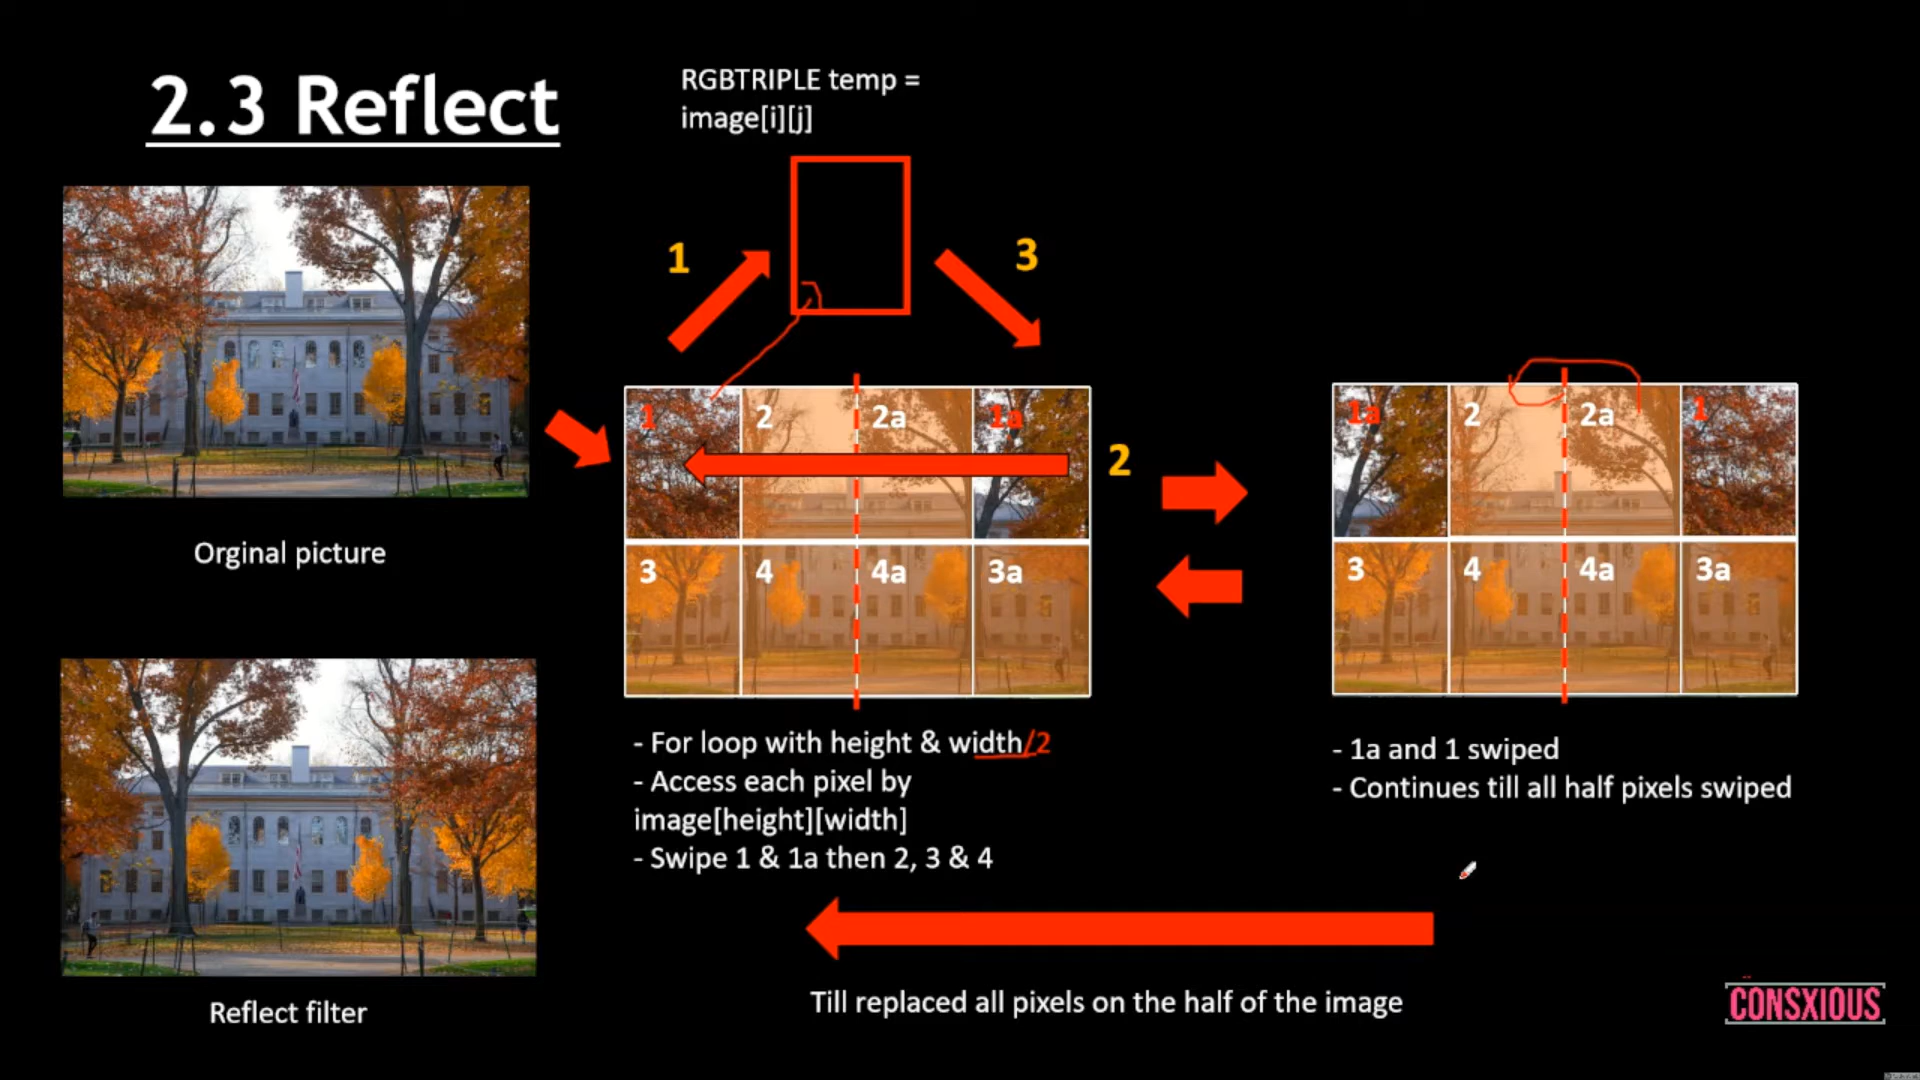 2.3 Reflect
RGBTRIPLE temp =
image[i][j]
1
3
Orginal picture
1
2
2a
1a
2
3
4
4a
3a
1a
2
2a
1
3
4
4a
3a
- For loop with height & width/2
- Access each pixel by
image[height][width]
- Swipe 1 & 1a then 2, 3 & 4
- 1a and 1 swiped
- Continues till all half pixels swiped
Till replaced all pixels on the half of the image
Reflect filter
CONSXIOUS